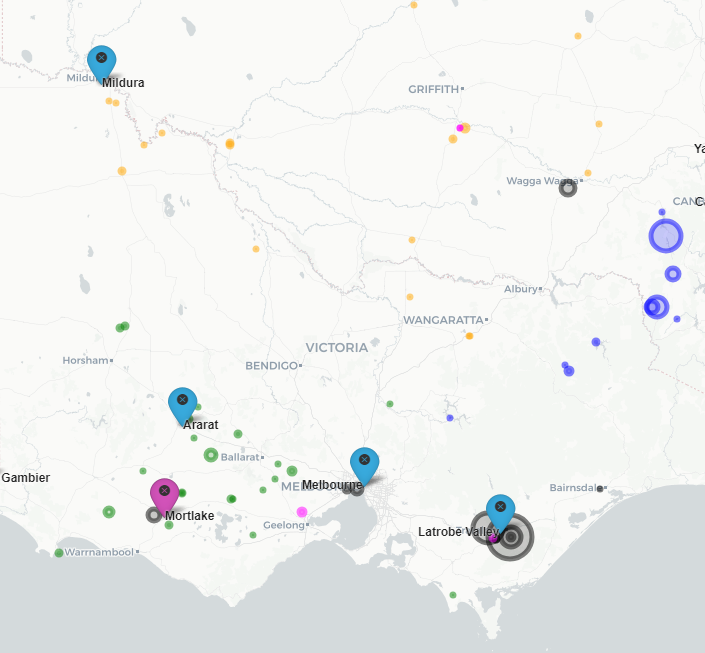 Mildura
GRIFFITH
Ya
Wagga Wagga
CAN
Albury
WANGARATTA
VICTORIA
Horsham
BENDIGO
Ararat
Ballarat
Gambier
Melbourne
Bairnsdale
Mortlake
Geelong
Latrobe Valley
Warrnambool